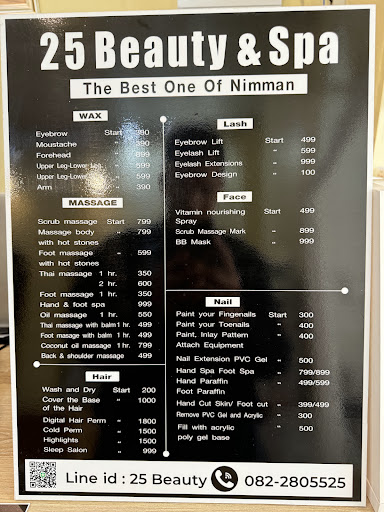 25 Beauty & Spa
The Best One Of Nimman
WAX
Eyebrow Start 390
Moustache " 390
Forehead " 699
Upper Leg-Lower Leg " 599
Upper Leg-Lower " 599
Arm " 390
MASSAGE
Scrub massage Start 799
Massage body " 799
with hot stones
Foot massage " 599
with hot stones
Thai massage 1 hr. 350
2 hr. 600
Foot massage 1 hr. 350
Hand & foot spa 999
Oil massage 1 hr. 550
Thai massage with balm 1 hr. 499
Foot massage with balm 1 hr. 499
Coconut oil massage 1 hr. 799
Back & shoulder massage 499
Hair
Wash and Dry Start 200
Cover the Base " 1000
of the Hair
Digital Hair Perm " 1800
Cold Perm " 1500
Highlights " 1500
Sleep Salon " 999
Lash
Eyebrow Lift Start 499
Eyelash Lift " 599
Eyelash Extensions " 999
Eyebrow Design " 100
Face
Vitamin nourishing Start 499
Spray
Scrub Massage Mark " 899
BB Mask " 999
Nail
Paint your Fingenails Start 300
Paint your Toenails " 400
Paint, Inlay Pattern " 400
Attach Equipment
Nail Extension PVC Gel " 500
Hand Spa Foot Spa " 799/899
Hand Paraffin " 499/599
Foot Paraffin
Hand Cut Skin/ Foot cut " 399/499
Remove PVC Gel and Acrylic " 300
Fill with acrylic " 500
poly gel base
Line id : 25 Beauty 082-2805525